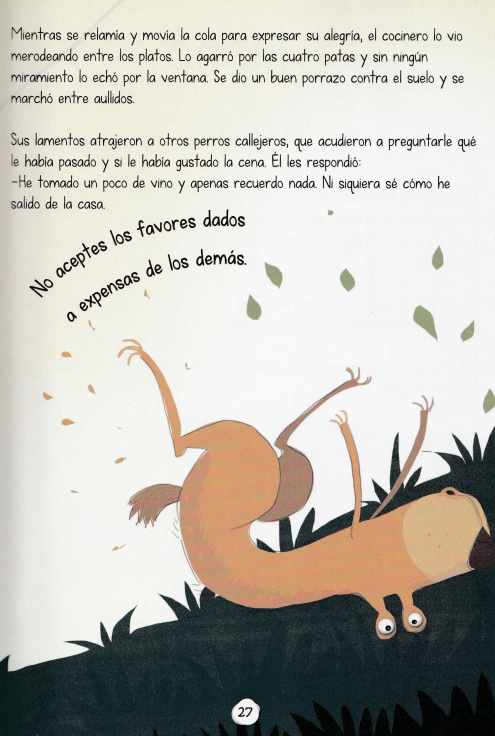 Mientras se relamía y movía la cola para expresar su alegría, el cocinero lo vio
merodeando entre los platos. Lo agarró por las cuatro patas y sin ningún
miramiento lo echó por la ventana. Se dio un buen porrazo contra el suelo y se
marchó entre aullidos.
Sus lamentos atrajeron a otros perros callejeros, que acudieron a preguntarle qué
le había pasado y si le había gustado la cena. Él les respondió:
-He tomado un poco de vino y apenas recuerdo nada. Ni siquiera sé cómo he
salido de la casa.
No aceptes los favores dados
a expensas de los demás.
27